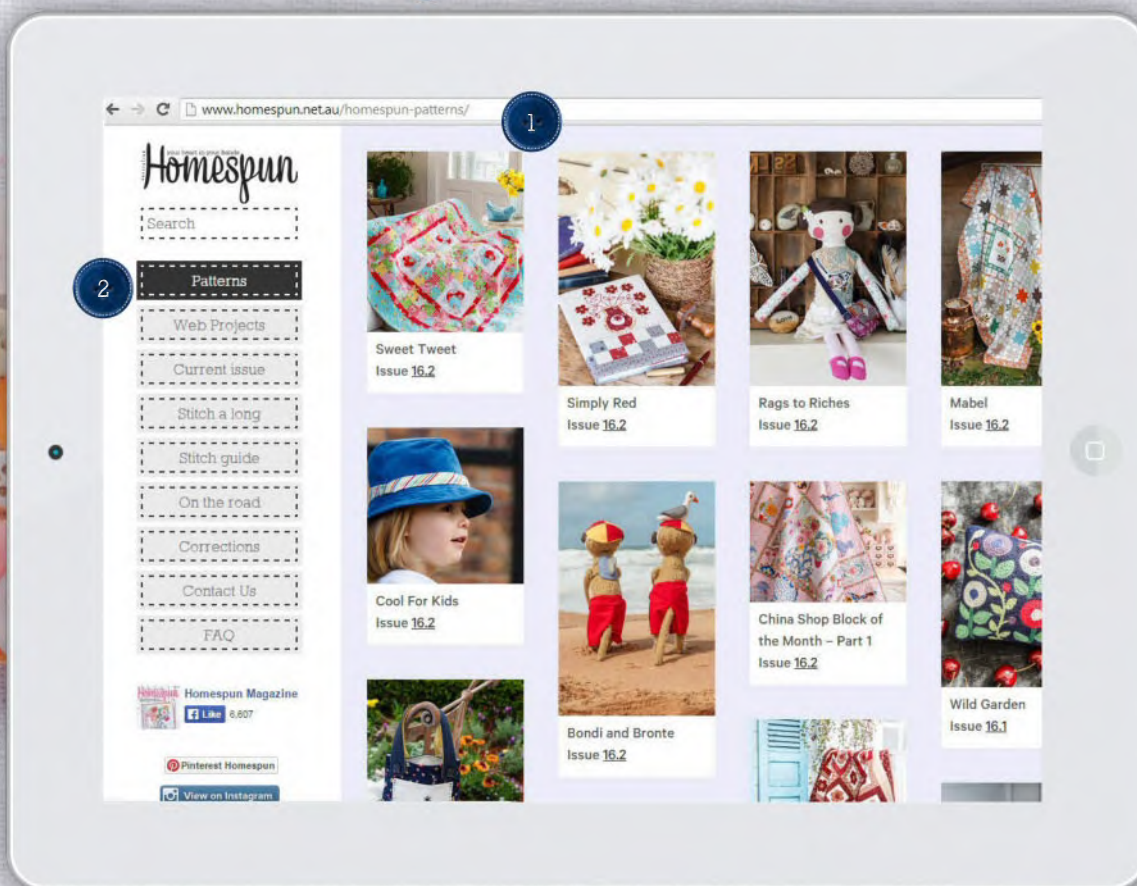 www.homespun.net.au/homespun-patterns/
1
Homespun
Search
2
Patterns
Web Projects
Current issue
Stitch a long
Stitch guide
On the road
Corrections
Contact Us
FAQ
Homespun Magazine
Like 6,607
Pinterest Homespun
View on Instagram
Sweet Tweet
Issue 16.2
Cool For Kids
Issue 16.2
Simply Red
Issue 16.2
Bondi and Bronte
Issue 16.2
Rags to Riches
Issue 16.2
China Shop Block of
the Month – Part 1
Issue 16.2
Mabel
Issue 16.2
Wild Garden
Issue 16.1